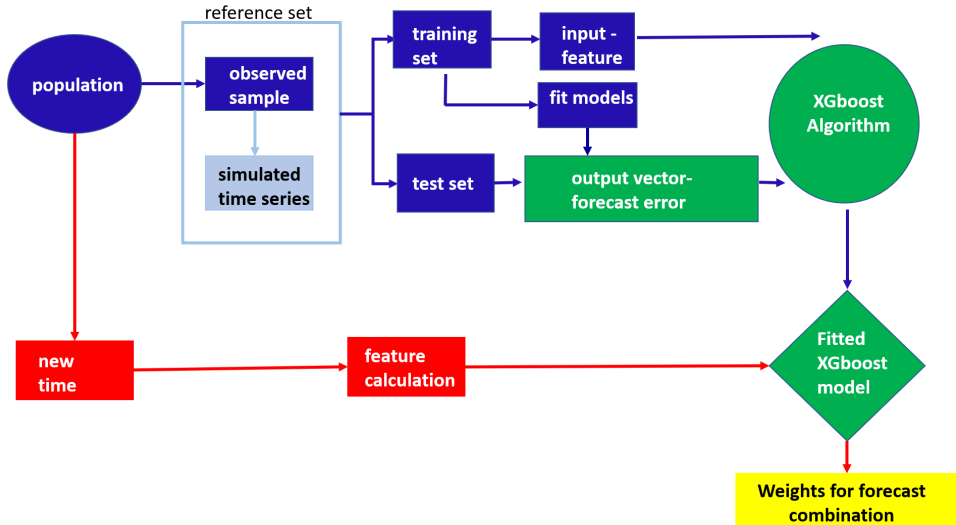 reference set
population
observed
sample
simulated
time series
training
set
input -
feature
fit models
test set
output vector-
forecast error
XGboost
Algorithm
new
time
feature
calculation
Fitted
XGboost
model
Weights for forecast
combination